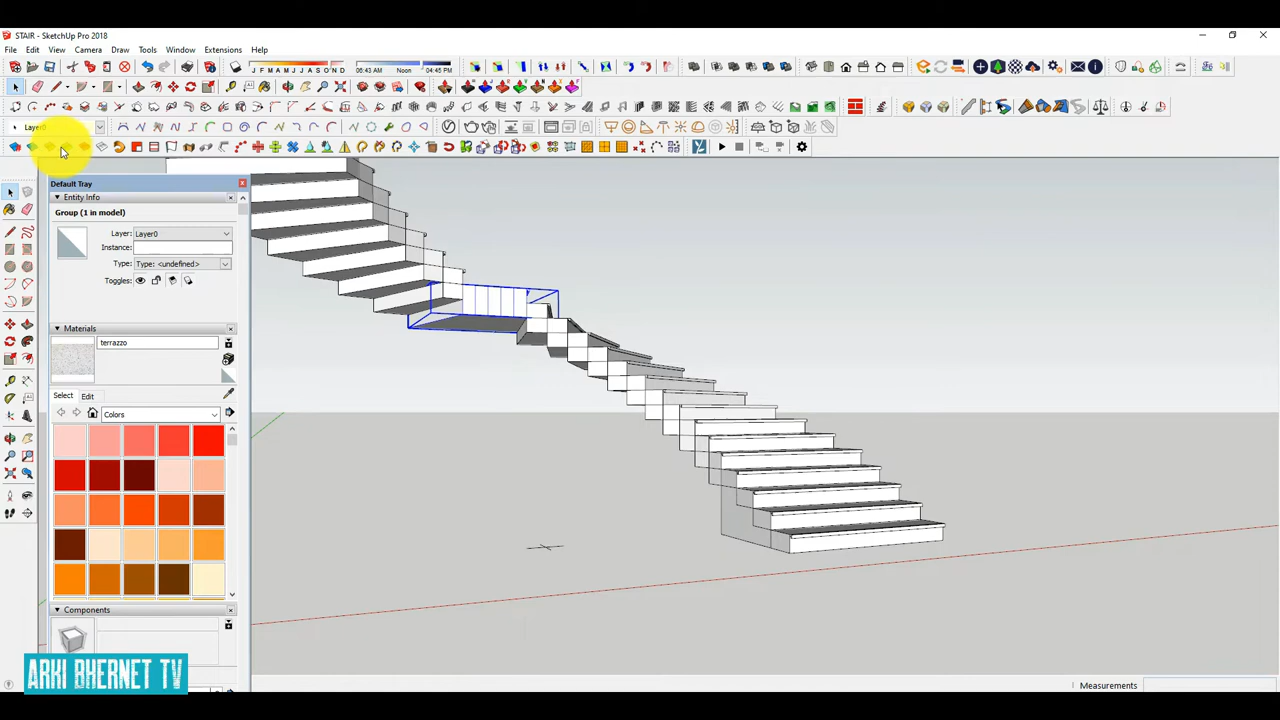 STAIR - SketchUp Pro 2018
File Edit View Camera Draw Tools Window Extensions Help
J F M A M J J A S O N D 06:43 AM Noon 04:45 PM
Layer0
Default Tray
Entity Info
Group (1 in model)
Layer: Layer0
Instance:
Type: Type: <undefined>
Toggles:
Materials
terrazzo
Select Edit
Colors
Components
ARKI BHERNET TV
Measurements